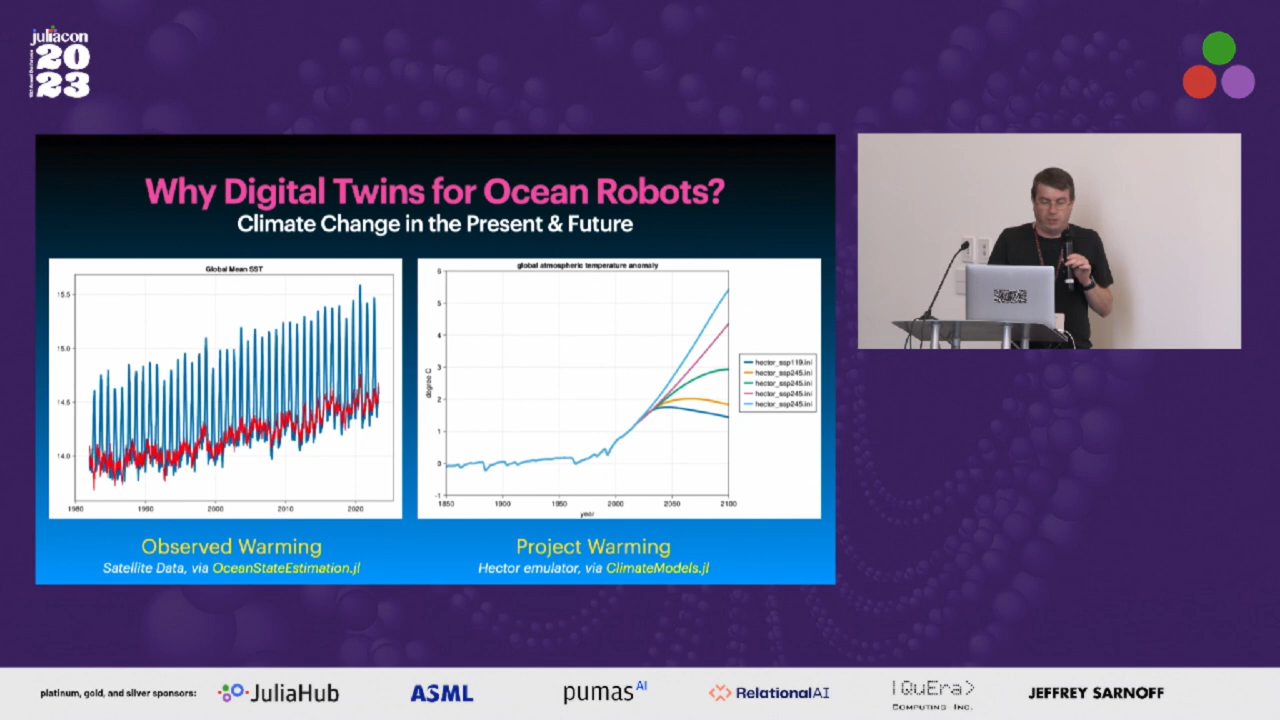 juliacon
20
23
Why Digital Twins for Ocean Robots?
Climate Change in the Present & Future
Global Mean SST
15.5
15.0
14.5
14.0
1980 1990 2000 2010 2020
global atmospheric temperature anomaly
degree C
6
5
4
3
2
1
0
-1
1850 1900 1950 2000 2050 2100
year
hector_ssp119.ini
hector_ssp245.ini
hector_ssp245.ini
hector_ssp245.ini
hector_ssp245.ini
Observed Warming
Satellite Data, via OceanStateEstimation.jl
Project Warming
Hector emulator, via ClimateModels.jl
platinum, gold, and silver sponsors:
JuliaHub
ASML
pumas AI
RelationalAI
|QuEra>
COMPUTING INC.
JEFFREY SARNOFF